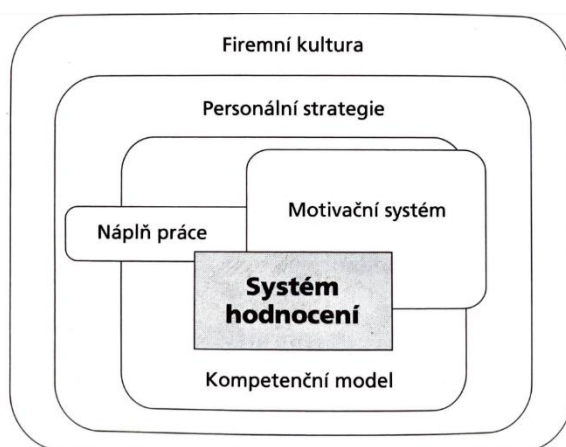 Firemní kultura
Personální strategie
Motivační systém
Náplň práce
Systém
hodnocení
Kompetenční model